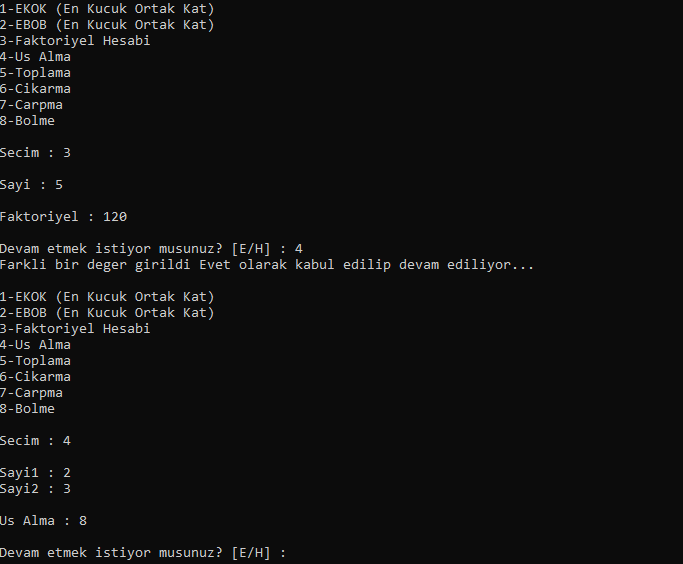 1-EKOK (En Kucuk Ortak Kat)
2-EBOB (En Kucuk Ortak Kat)
3-Faktoriyel Hesabi
4-Us Alma
5-Toplama
6-Cikarma
7-Carpma
8-Bolme
Secim : 3
Sayi : 5
Faktoriyel : 120
Devam etmek istiyor musunuz? [E/H] : 4
Farkli bir deger girildi Evet olarak kabul edilip devam ediliyor...
1-EKOK (En Kucuk Ortak Kat)
2-EBOB (En Kucuk Ortak Kat)
3-Faktoriyel Hesabi
4-Us Alma
5-Toplama
6-Cikarma
7-Carpma
8-Bolme
Secim : 4
Sayi1 : 2
Sayi2 : 3
Us Alma : 8
Devam etmek istiyor musunuz? [E/H] :